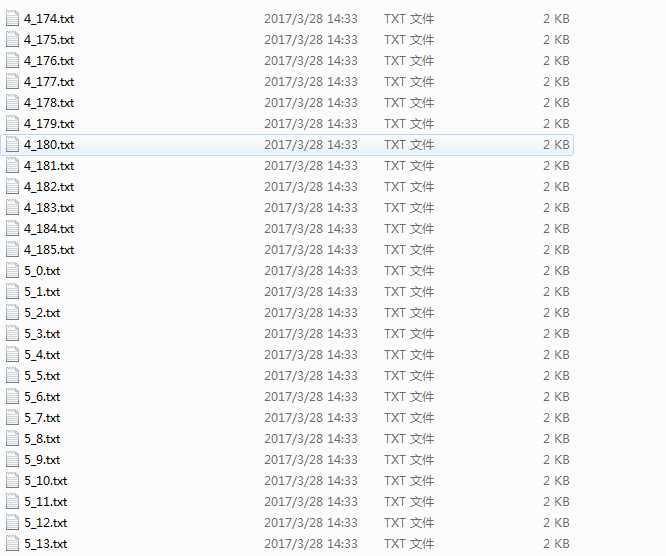 4_174.txt 2017/3/28 14:33 TXT 文件 2 KB
4_175.txt 2017/3/28 14:33 TXT 文件 2 KB
4_176.txt 2017/3/28 14:33 TXT 文件 2 KB
4_177.txt 2017/3/28 14:33 TXT 文件 2 KB
4_178.txt 2017/3/28 14:33 TXT 文件 2 KB
4_179.txt 2017/3/28 14:33 TXT 文件 2 KB
4_180.txt 2017/3/28 14:33 TXT 文件 2 KB
4_181.txt 2017/3/28 14:33 TXT 文件 2 KB
4_182.txt 2017/3/28 14:33 TXT 文件 2 KB
4_183.txt 2017/3/28 14:33 TXT 文件 2 KB
4_184.txt 2017/3/28 14:33 TXT 文件 2 KB
4_185.txt 2017/3/28 14:33 TXT 文件 2 KB
5_0.txt 2017/3/28 14:33 TXT 文件 2 KB
5_1.txt 2017/3/28 14:33 TXT 文件 2 KB
5_2.txt 2017/3/28 14:33 TXT 文件 2 KB
5_3.txt 2017/3/28 14:33 TXT 文件 2 KB
5_4.txt 2017/3/28 14:33 TXT 文件 2 KB
5_5.txt 2017/3/28 14:33 TXT 文件 2 KB
5_6.txt 2017/3/28 14:33 TXT 文件 2 KB
5_7.txt 2017/3/28 14:33 TXT 文件 2 KB
5_8.txt 2017/3/28 14:33 TXT 文件 2 KB
5_9.txt 2017/3/28 14:33 TXT 文件 2 KB
5_10.txt 2017/3/28 14:33 TXT 文件 2 KB
5_11.txt 2017/3/28 14:33 TXT 文件 2 KB
5_12.txt 2017/3/28 14:33 TXT 文件 2 KB
5_13.txt 2017/3/28 14:33 TXT 文件 2 KB